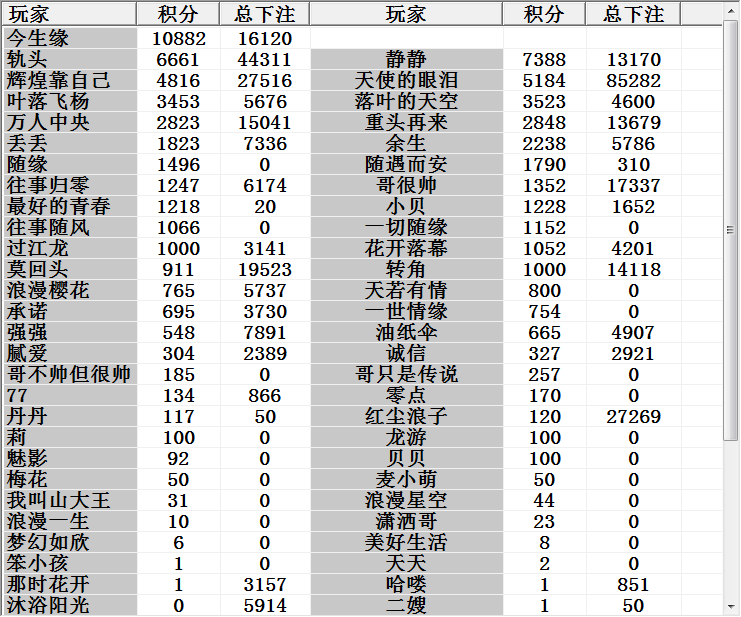 玩家 积分 总下注 玩家 积分 总下注
今生缘 10882 16120
轨头 6661 44311 静静 7388 13170
辉煌靠自己 4816 27516 天使的眼泪 5184 85282
叶落飞杨 3453 5676 落叶的天空 3523 4600
万人中央 2823 15041 重头再来 2848 13679
丢丢 1823 7336 余生 2238 5786
随缘 1496 0 随遇而安 1790 310
往事归零 1247 6174 哥很帅 1352 17337
最好的青春 1218 20 小贝 1228 1652
往事随风 1066 0 一切随缘 1152 0
过江龙 1000 3141 花开落幕 1052 4201
莫回头 911 19523 转角 1000 14118
浪漫樱花 765 5737 天若有情 800 0
承诺 695 3730 一世情缘 754 0
强强 548 7891 油纸伞 665 4907
腻爱 304 2389 诚信 327 2921
哥不帅但很帅 185 0 哥只是传说 257 0
77 134 866 零点 170 0
丹丹 117 50 红尘浪子 120 27269
莉 100 0 龙游 100 0
魅影 92 0 贝贝 100 0
梅花 50 0 麦小萌 50 0
我叫山大王 31 0 浪漫星空 44 0
浪漫一生 10 0 潇洒哥 23 0
梦幻如欣 6 0 美好生活 8 0
笨小孩 1 0 天天 2 0
那时花开 1 3157 哈喽 1 851
沐浴阳光 0 5914 二嫂 1 50